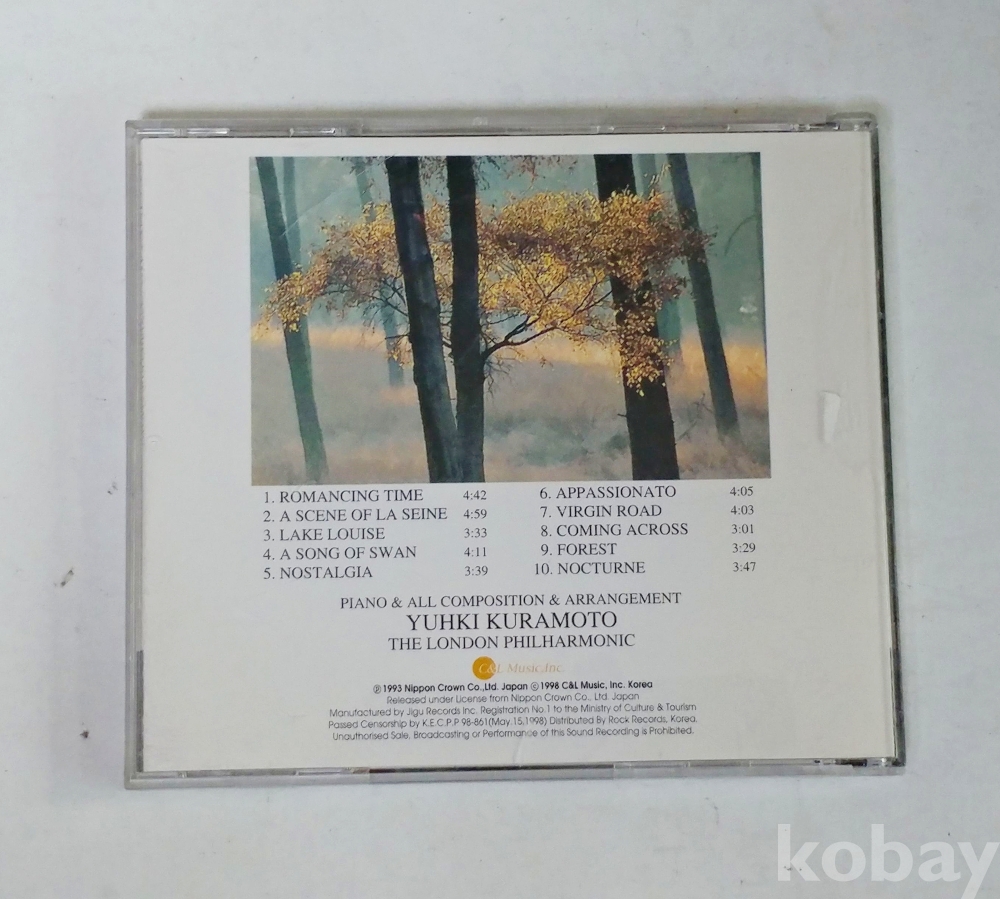 1. ROMANCING TIME 4:42
2. A SCENE OF LA SEINE 4:59
3. LAKE LOUISE 3:33
4. A SONG OF SWAN 4:11
5. NOSTALGIA 3:39
6. APPASSIONATO 4:05
7. VIRGIN ROAD 4:03
8. COMING ACROSS 3:01
9. FOREST 3:29
10. NOCTURNE 3:47
PIANO & ALL COMPOSITION & ARRANGEMENT
YUHKI KURAMOTO
THE LONDON PHILHARMONIC
C&L Music,Inc.
℗ 1993 Nippon Crown Co.,Ltd. Japan © 1998 C&L Music, Inc. Korea
Released under License from Nippon Crown Co., Ltd. Japan
Manufactured by Jigu Records Inc. Registration No.1 to the Ministry of Culture & Tourism
Passed Censorship by K.E.C.P.P 98-861(May.15,1998) Distributed By Rock Records, Korea.
Unauthorised Sale, Broadcasting or Performance of this Sound Recording is Prohibited.
kobay